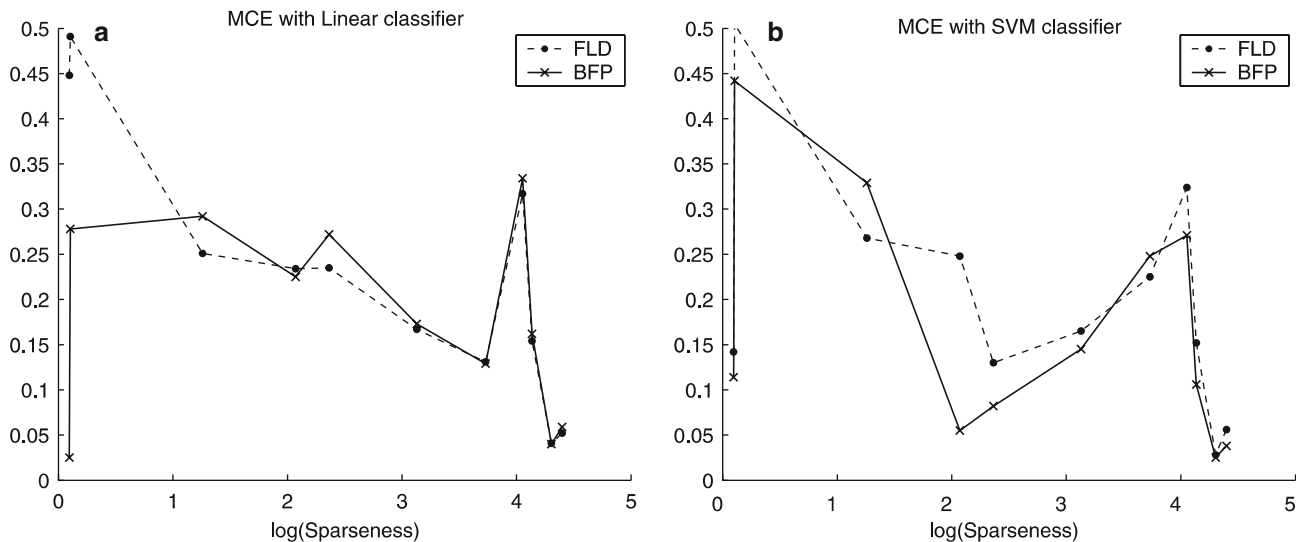 MCE with Linear classifier
a
FLD
BFP
0.5
0.45
0.4
0.35
0.3
0.25
0.2
0.15
0.1
0.05
0
0 1 2 3 4 5
log(Sparseness)
MCE with SVM classifier
b
FLD
BFP
0.5
0.45
0.4
0.35
0.3
0.25
0.2
0.15
0.1
0.05
0
0 1 2 3 4 5
log(Sparseness)